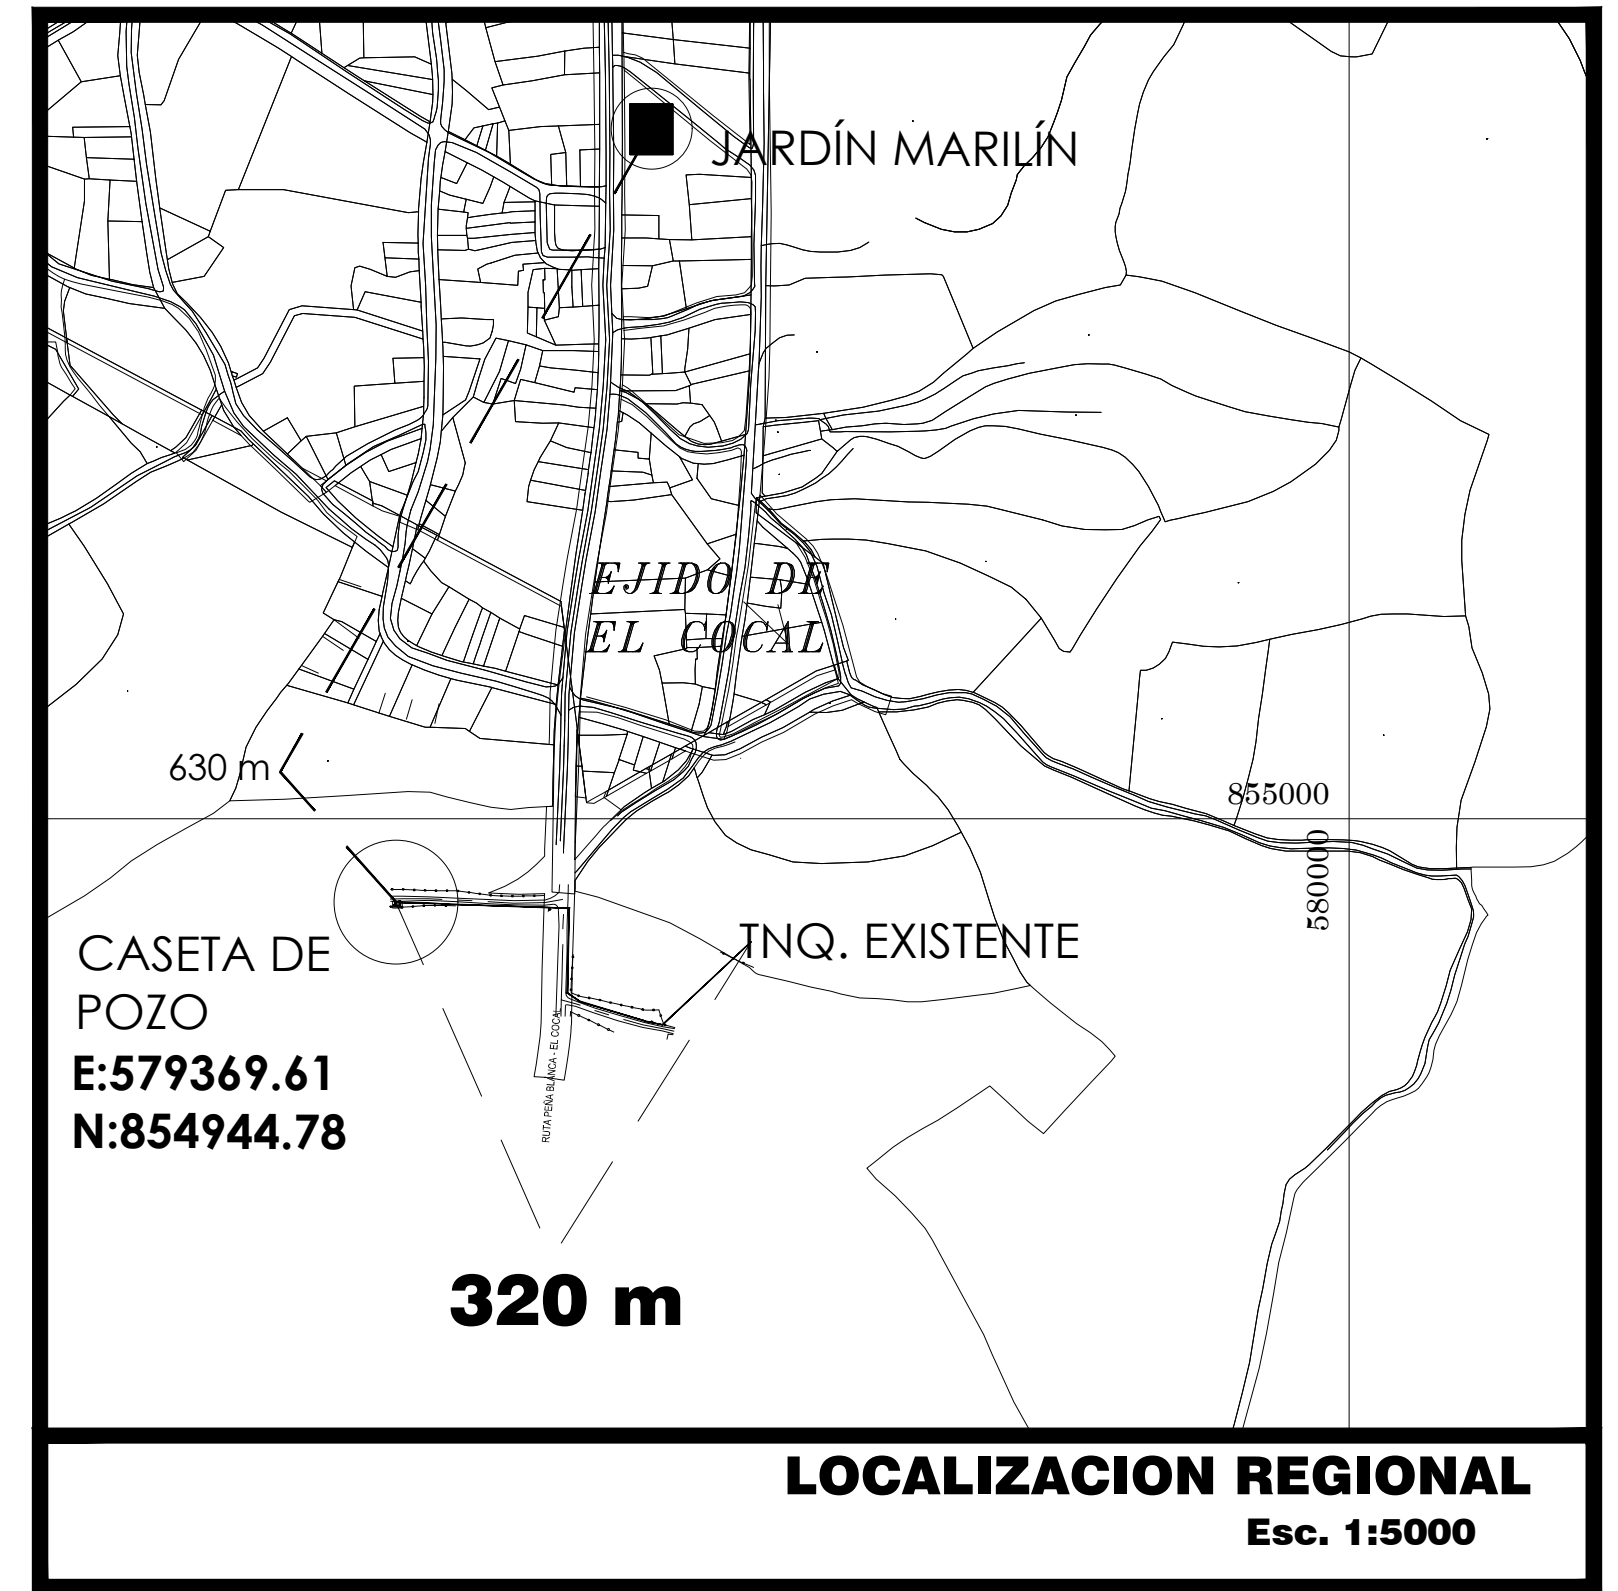 JARDÍN MARILÍN
EJIDO DE
EL COCAL
630 m
855000
580000
TNQ. EXISTENTE
CASETA DE
POZO
E:579369.61
N:854944.78
RUTA PEÑA BLANCA - EL COCAL
320 m
LOCALIZACION REGIONAL
Esc. 1:5000